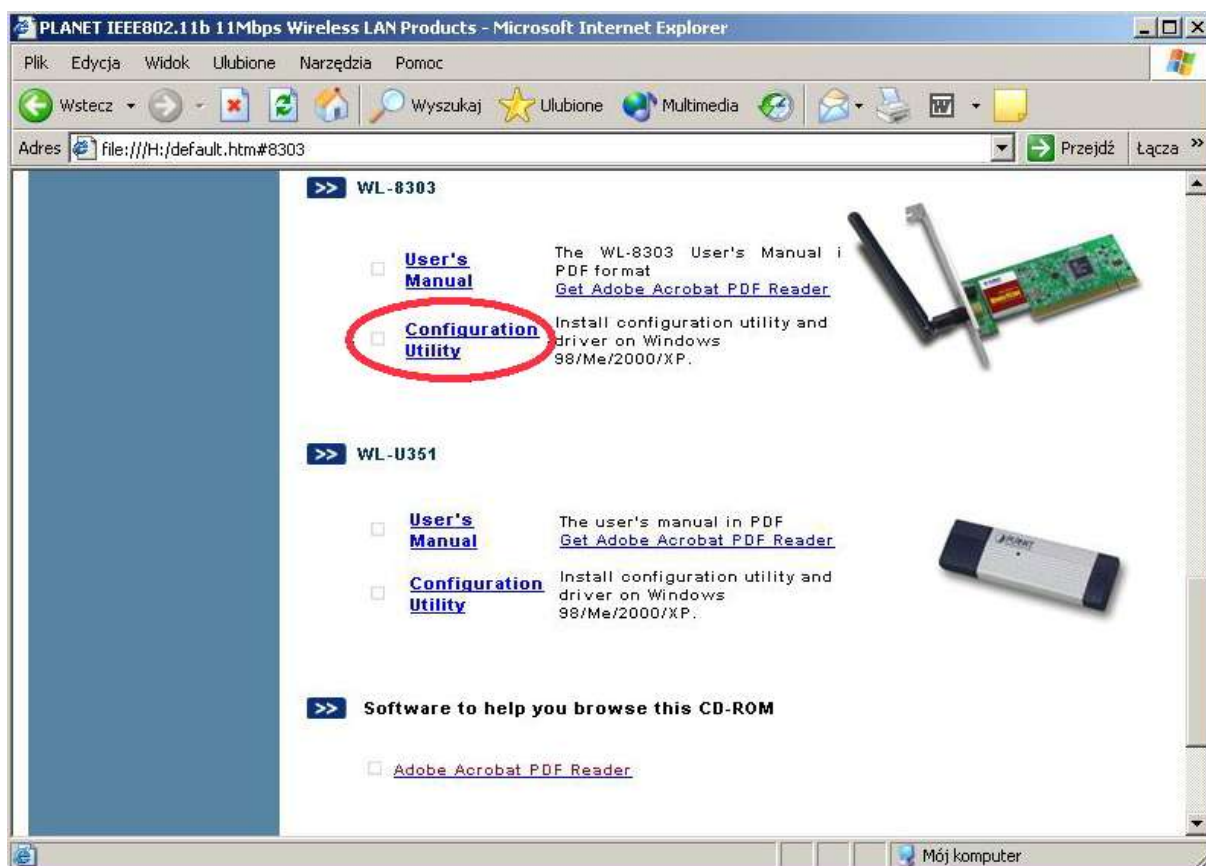 PLANET IEEE802.11b 11Mbps Wireless LAN Products - Microsoft Internet Explorer
Plik Edycja Widok Ulubione Narzędzia Pomoc
Wstecz Wyszukaj Ulubione Multimedia
Adres file:///H:/default.htm#8303 Przejdź Łącza »
>> WL-8303
User's Manual
The WL-8303 User's Manual i
PDF format
Get Adobe Acrobat PDF Reader
Configuration
Utility
Install configuration utility and
driver on Windows
98/Me/2000/XP.
>> WL-U351
User's
Manual
The user's manual in PDF
Get Adobe Acrobat PDF Reader
PLANET
Configuration
Utility
Install configuration utility and
driver on Windows
98/Me/2000/XP.
>> Software to help you browse this CD-ROM
Adobe Acrobat PDF Reader
Mój komputer